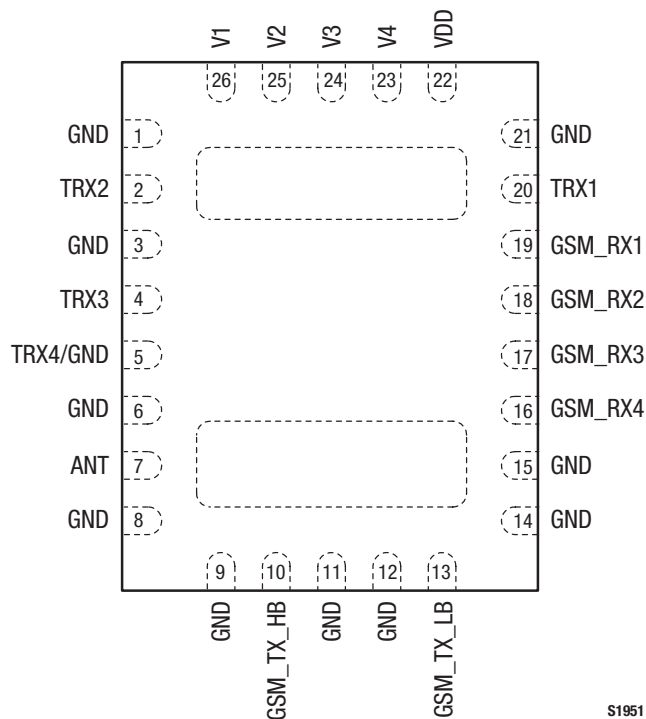 V1 V2 V3 V4 VDD
26 25 24 23 22
GND 1 21 GND
TRX2 2 20 TRX1
GND 3 19 GSM_RX1
TRX3 4 18 GSM_RX2
TRX4/GND 5 17 GSM_RX3
GND 6 16 GSM_RX4
ANT 7 15 GND
GND 8 14 GND
9 10 11 12 13
GND GSM_TX_HB GND GND GSM_TX_LB
S1951